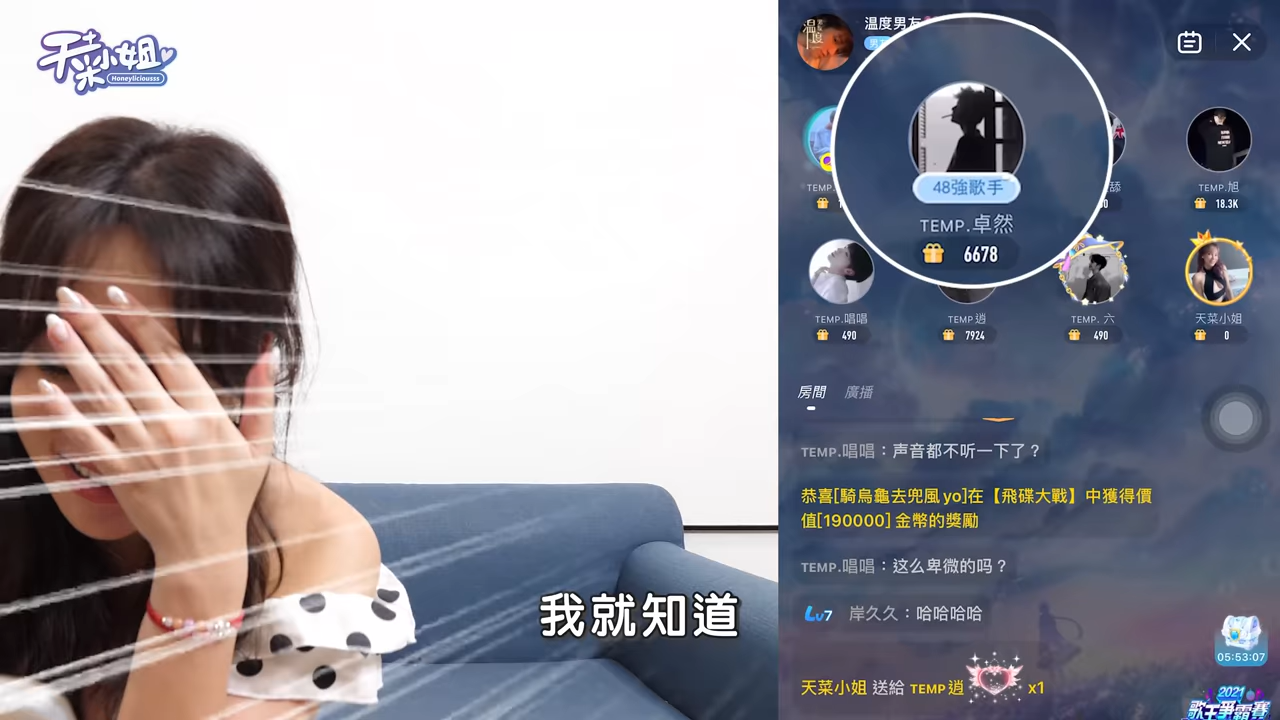 天菜小姐
Honeyliciousss
我就知道
溫度男友
48強歌手
TEMP.卓然
6678
TEMP.旭
18.3K
TEMP.唱唱
490
TEMP逍
7924
TEMP. 六
490
天菜小姐
0
房間
廣播
TEMP.唱唱：声音都不听一下了？
恭喜[騎烏龜去兜風yo]在【飛碟大戰】中獲得價
值[190000] 金幣的獎勵
TEMP.唱唱：这么卑微的吗？
Lv7 岸久久：哈哈哈哈
天菜小姐 送給 TEMP逍 x1
05:53:07
2021
歌王爭霸賽